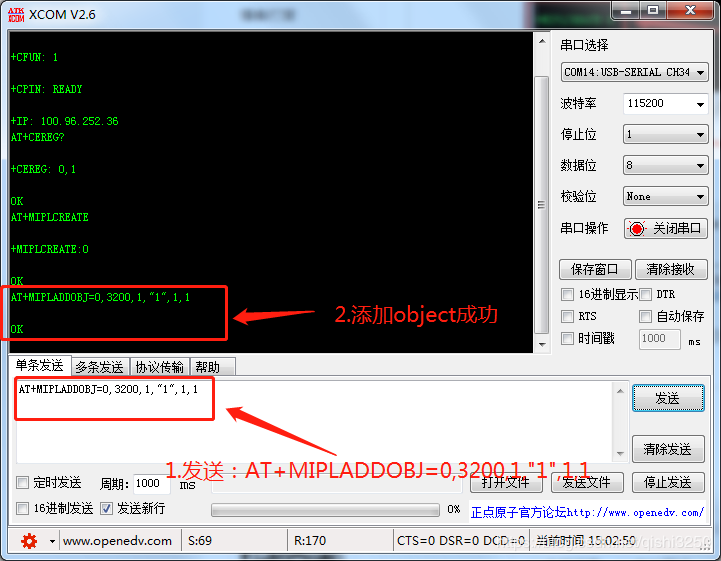 ATK
XCOM XCOM V2.6
+CFUN: 1
+CPIN: READY
+IP: 100.98.252.36
AT+CEREG?
+CEREG: 0,1
OK
AT+MIPLCREATE
+MIPLCREATE:0
OK
AT+MIPLADDOBJ=0,3200,1,"1",1,1
OK
2.添加object成功
串口选择
COM14:USB-SERIAL CH34
波特率 115200
停止位 1
数据位 8
校验位 None
串口操作 关闭串口
保存窗口 清除接收
16进制显示 DTR
RTS 自动保存
时间戳 1000 ms
单条发送 多条发送 协议传输 帮助
AT+MIPLADDOBJ=0,3200,1,"1",1,1
发送
清除发送
1.发送：AT+MIPLADDOBJ=0,3200,1,"1",1,1
定时发送 周期: 1000 ms 打开文件 发送文件 停止发送
16进制发送 发送新行 0% 正点原子官方论坛http://www.openedv.com/
www.openedv.com S:69 R:170 CTS=0 DSR=0 DCD=0 当前时间 15:02:50